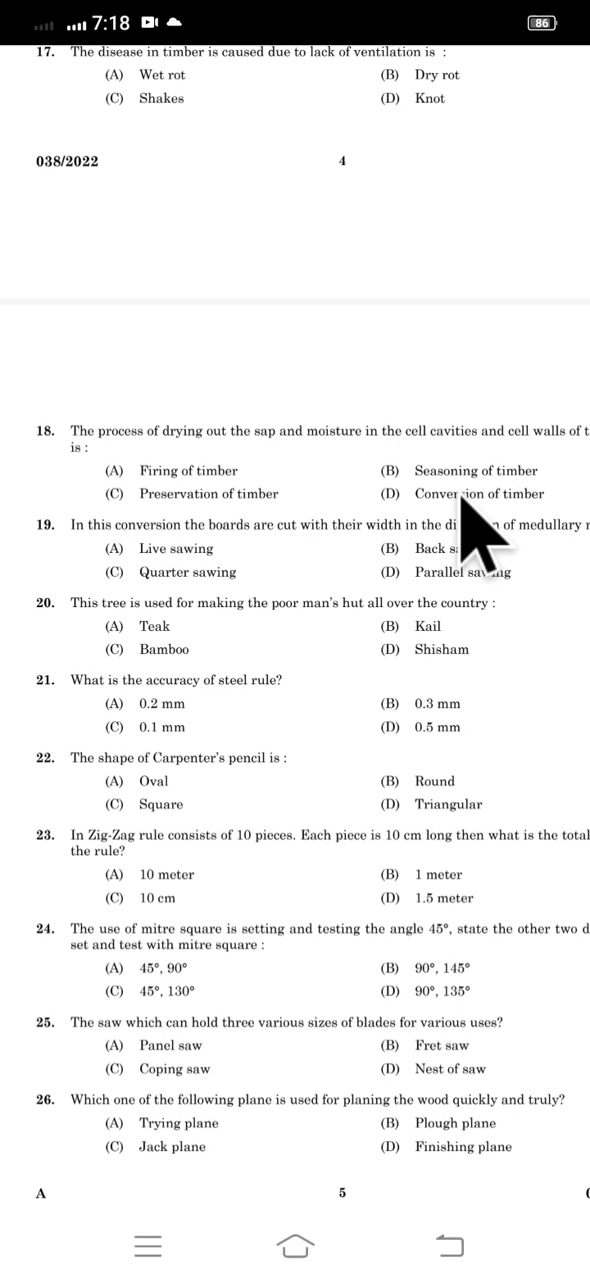 7:18 86
17. The disease in timber is caused due to lack of ventilation is :
(A) Wet rot (B) Dry rot
(C) Shakes (D) Knot
038/2022 4
18. The process of drying out the sap and moisture in the cell cavities and cell walls of t
is :
(A) Firing of timber (B) Seasoning of timber
(C) Preservation of timber (D) Conver ion of timber
19. In this conversion the boards are cut with their width in the di n of medullary r
(A) Live sawing (B) Back s
(C) Quarter sawing (D) Parallel sa ng
20. This tree is used for making the poor man's hut all over the country :
(A) Teak (B) Kail
(C) Bamboo (D) Shisham
21. What is the accuracy of steel rule?
(A) 0.2 mm (B) 0.3 mm
(C) 0.1 mm (D) 0.5 mm
22. The shape of Carpenter's pencil is :
(A) Oval (B) Round
(C) Square (D) Triangular
23. In Zig-Zag rule consists of 10 pieces. Each piece is 10 cm long then what is the total
the rule?
(A) 10 meter (B) 1 meter
(C) 10 cm (D) 1.5 meter
24. The use of mitre square is setting and testing the angle 45°, state the other two d
set and test with mitre square :
(A) 45°, 90° (B) 90°, 145°
(C) 45°, 130° (D) 90°, 135°
25. The saw which can hold three various sizes of blades for various uses?
(A) Panel saw (B) Fret saw
(C) Coping saw (D) Nest of saw
26. Which one of the following plane is used for planing the wood quickly and truly?
(A) Trying plane (B) Plough plane
(C) Jack plane (D) Finishing plane
A 5